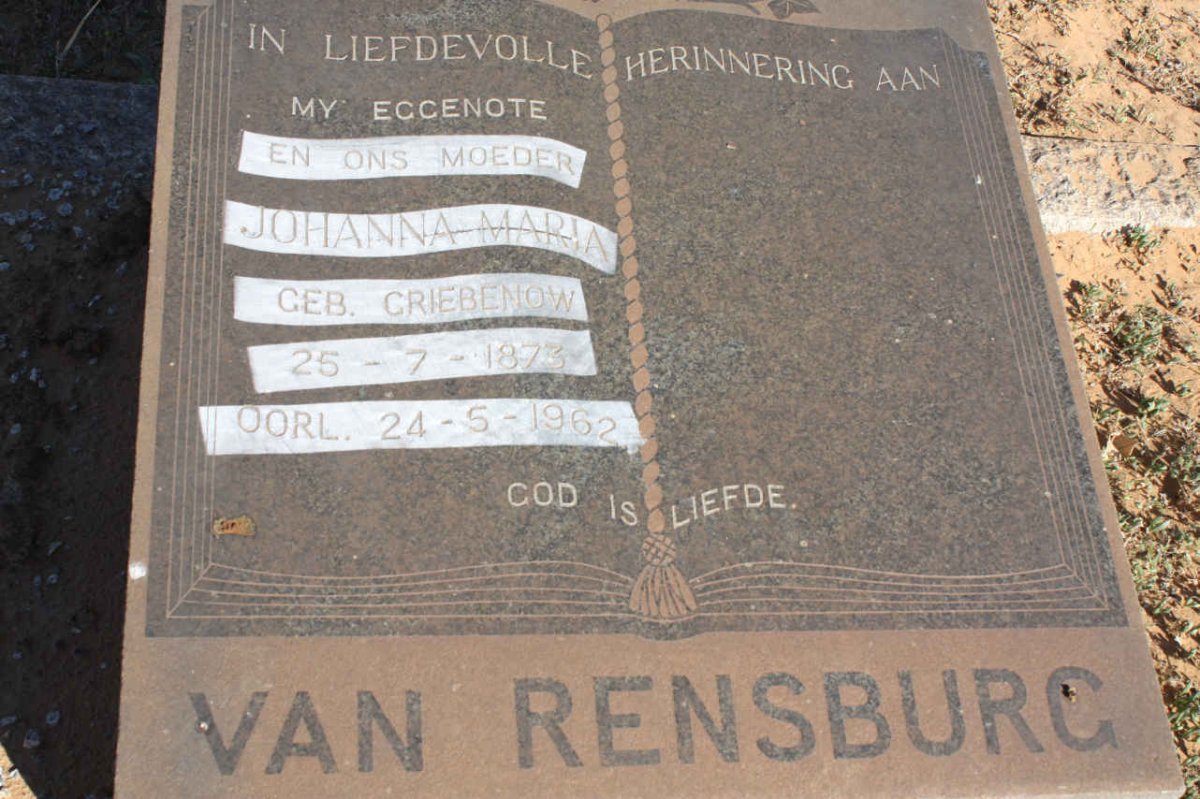 IN LIEFDEVOLLE HERINNERING AAN
MY EGGENOTE
EN ONS MOEDER
JOHANNA MARIA
GEB. GRIEBENOW
25 - 7 - 1873
OORL. 24 - 5 - 1962
GOD IS LIEFDE.
VAN RENSBURG